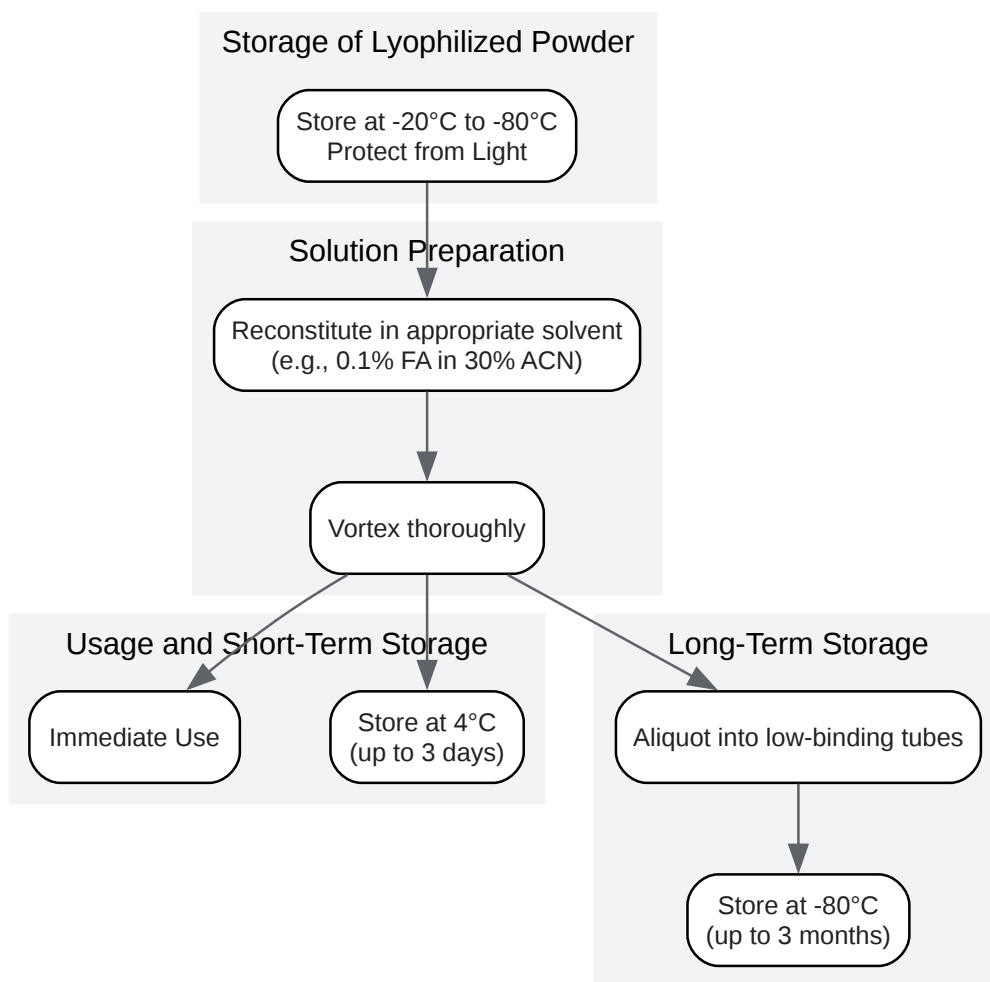 Storage of Lyophilized Powder
Store at -20°C to -80°C
Protect from Light
Solution Preparation
Reconstitute in appropriate solvent
(e.g., 0.1% FA in 30% ACN)
Vortex thoroughly
Usage and Short-Term Storage
Immediate Use
Store at 4°C
(up to 3 days)
Long-Term Storage
Aliquot into low-binding tubes
Store at -80°C
(up to 3 months)